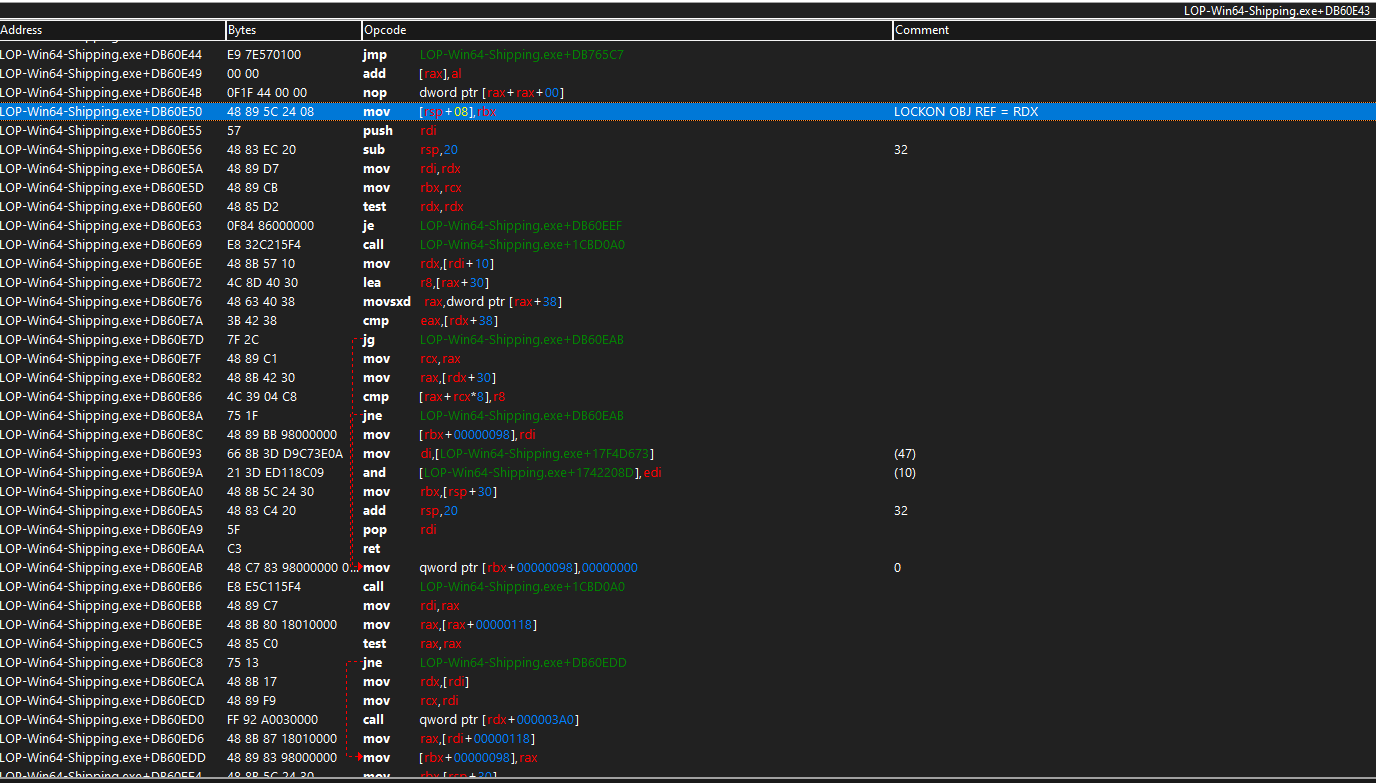 LOP-Win64-Shipping.exe+DB60E43
Address Bytes Opcode Comment
LOP-Win64-Shipping.exe+DB60E44 E9 7E570100 jmp LOP-Win64-Shipping.exe+DB765C7
LOP-Win64-Shipping.exe+DB60E49 00 00 add [rax],al
LOP-Win64-Shipping.exe+DB60E4B 0F1F 44 00 00 nop dword ptr [rax+rax+00]
LOP-Win64-Shipping.exe+DB60E50 48 89 5C 24 08 mov [rsp+08],rbx LOCKON OBJ REF = RDX
LOP-Win64-Shipping.exe+DB60E55 57 push rdi
LOP-Win64-Shipping.exe+DB60E56 48 83 EC 20 sub rsp,20 32
LOP-Win64-Shipping.exe+DB60E5A 48 89 D7 mov rdi,rdx
LOP-Win64-Shipping.exe+DB60E5D 48 89 CB mov rbx,rcx
LOP-Win64-Shipping.exe+DB60E60 48 85 D2 test rdx,rdx
LOP-Win64-Shipping.exe+DB60E63 0F84 86000000 je LOP-Win64-Shipping.exe+DB60EEF
LOP-Win64-Shipping.exe+DB60E69 E8 32C215F4 call LOP-Win64-Shipping.exe+1CBD0A0
LOP-Win64-Shipping.exe+DB60E6E 48 8B 57 10 mov rdx,[rdi+10]
LOP-Win64-Shipping.exe+DB60E72 4C 8D 40 30 lea r8,[rax+30]
LOP-Win64-Shipping.exe+DB60E76 48 63 40 38 movsxd rax,dword ptr [rax+38]
LOP-Win64-Shipping.exe+DB60E7A 3B 42 38 cmp eax,[rdx+38]
LOP-Win64-Shipping.exe+DB60E7D 7F 2C jg LOP-Win64-Shipping.exe+DB60EAB
LOP-Win64-Shipping.exe+DB60E7F 48 89 C1 mov rcx,rax
LOP-Win64-Shipping.exe+DB60E82 48 8B 42 30 mov rax,[rdx+30]
LOP-Win64-Shipping.exe+DB60E86 4C 39 04 C8 cmp [rax+rcx*8],r8
LOP-Win64-Shipping.exe+DB60E8A 75 1F jne LOP-Win64-Shipping.exe+DB60EAB
LOP-Win64-Shipping.exe+DB60E8C 48 89 BB 98000000 mov [rbx+00000098],rdi
LOP-Win64-Shipping.exe+DB60E93 66 8B 3D D9C73E0A mov di,[LOP-Win64-Shipping.exe+17F4D673] (47)
LOP-Win64-Shipping.exe+DB60E9A 21 3D ED118C09 and [LOP-Win64-Shipping.exe+1742208D],edi (10)
LOP-Win64-Shipping.exe+DB60EA0 48 8B 5C 24 30 mov rbx,[rsp+30]
LOP-Win64-Shipping.exe+DB60EA5 48 83 C4 20 add rsp,20 32
LOP-Win64-Shipping.exe+DB60EA9 5F pop rdi
LOP-Win64-Shipping.exe+DB60EAA C3 ret
LOP-Win64-Shipping.exe+DB60EAB 48 C7 83 98000000 0... mov qword ptr [rbx+00000098],00000000 0
LOP-Win64-Shipping.exe+DB60EB6 E8 E5C115F4 call LOP-Win64-Shipping.exe+1CBD0A0
LOP-Win64-Shipping.exe+DB60EBB 48 89 C7 mov rdi,rax
LOP-Win64-Shipping.exe+DB60EBE 48 8B 80 18010000 mov rax,[rax+00000118]
LOP-Win64-Shipping.exe+DB60EC5 48 85 C0 test rax,rax
LOP-Win64-Shipping.exe+DB60EC8 75 13 jne LOP-Win64-Shipping.exe+DB60EDD
LOP-Win64-Shipping.exe+DB60ECA 48 8B 17 mov rdx,[rdi]
LOP-Win64-Shipping.exe+DB60ECD 48 89 F9 mov rcx,rdi
LOP-Win64-Shipping.exe+DB60ED0 FF 92 A0030000 call qword ptr [rdx+000003A0]
LOP-Win64-Shipping.exe+DB60ED6 48 8B 87 18010000 mov rax,[rdi+00000118]
LOP-Win64-Shipping.exe+DB60EDD 48 89 83 98000000 mov [rbx+00000098],rax
LOP-Win64-Shipping.exe+DB60EE4 48 8B 5C 24 30 mov rbx,[rsp+30]